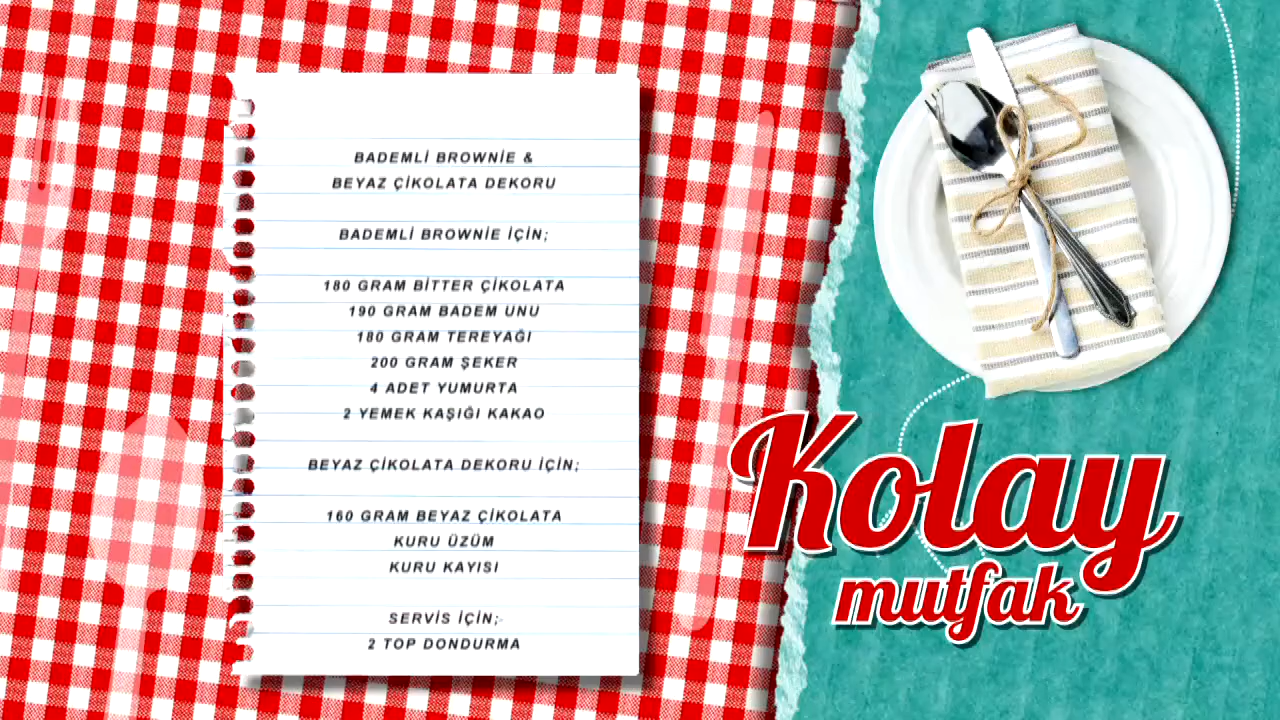 BADEMLİ BROWNİE &
BEYAZ ÇİKOLATA DEKORU
BADEMLİ BROWNİE İÇİN;
180 GRAM BİTTER ÇİKOLATA
190 GRAM BADEM UNU
180 GRAM TEREYAĞI
200 GRAM ŞEKER
4 ADET YUMURTA
2 YEMEK KAŞIĞI KAKAO
BEYAZ ÇİKOLATA DEKORU İÇİN;
160 GRAM BEYAZ ÇİKOLATA
KURU ÜZÜM
KURU KAYISI
SERVİS İÇİN;
2 TOP DONDURMA
Kolay
mutfak